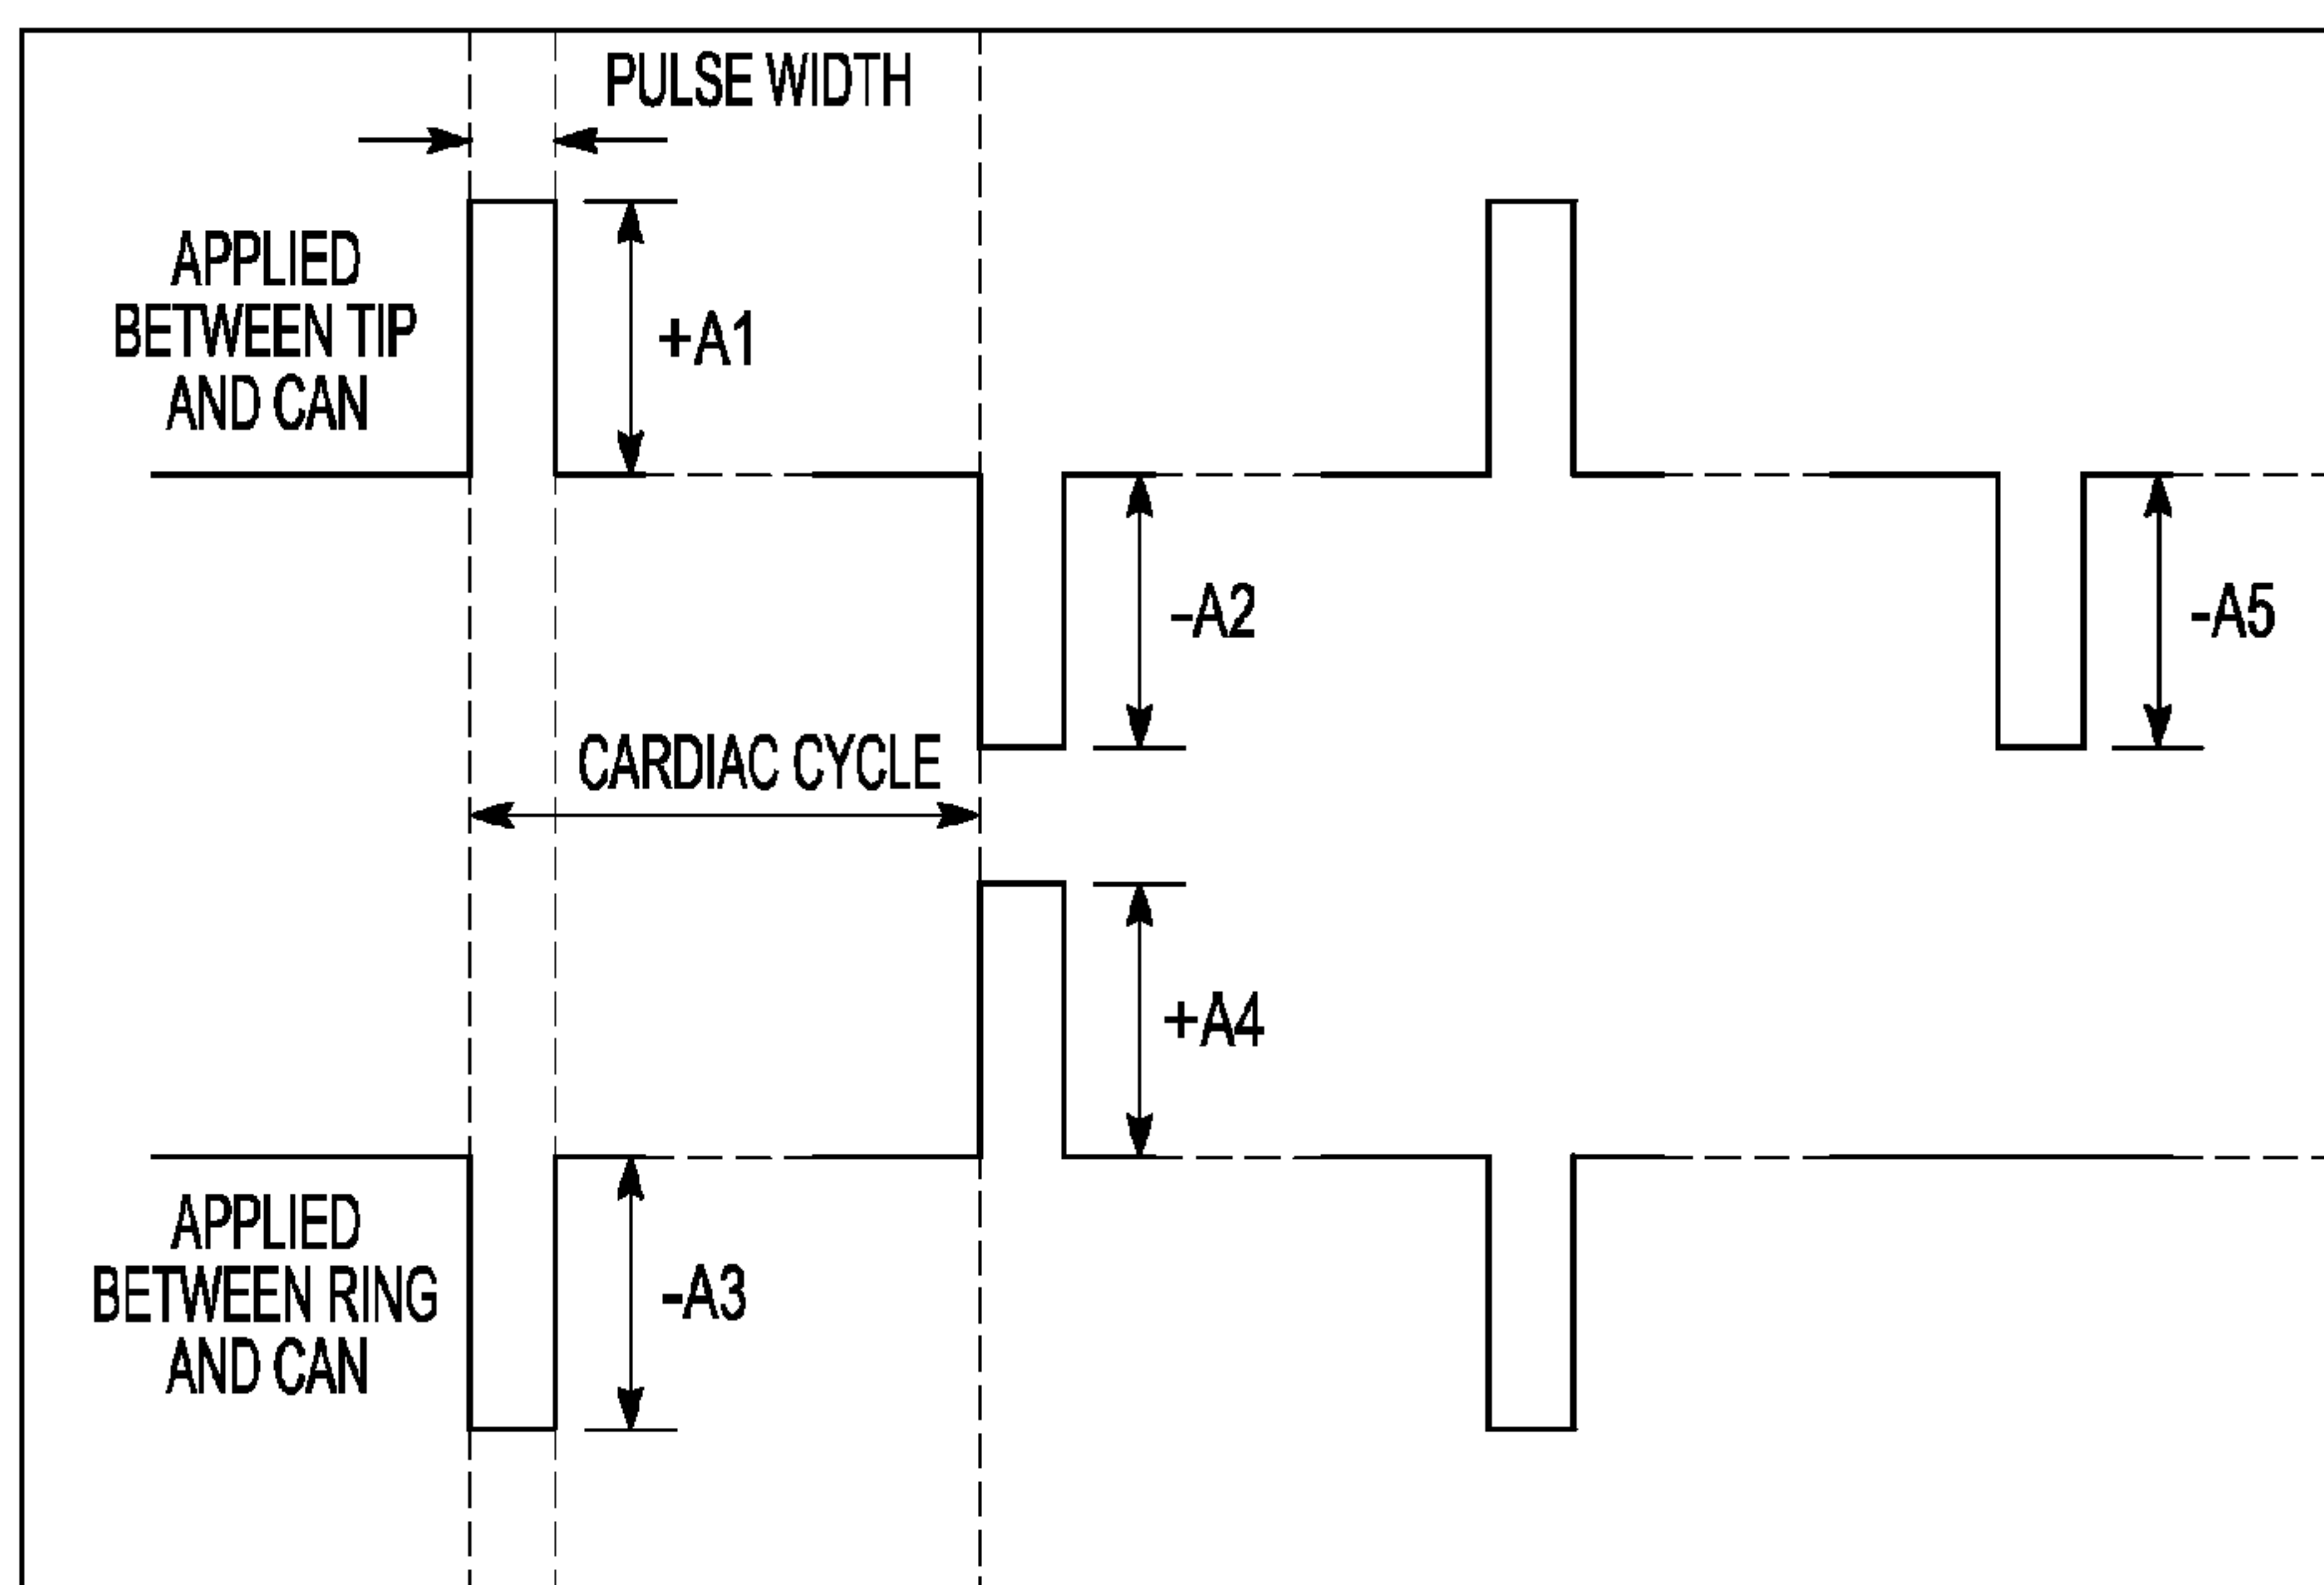 PULSE WIDTH
APPLIED
BETWEEN TIP
AND CAN
+A1
-A2
-A5
CARDIAC CYCLE
+A4
APPLIED
BETWEEN RING
AND CAN
-A3